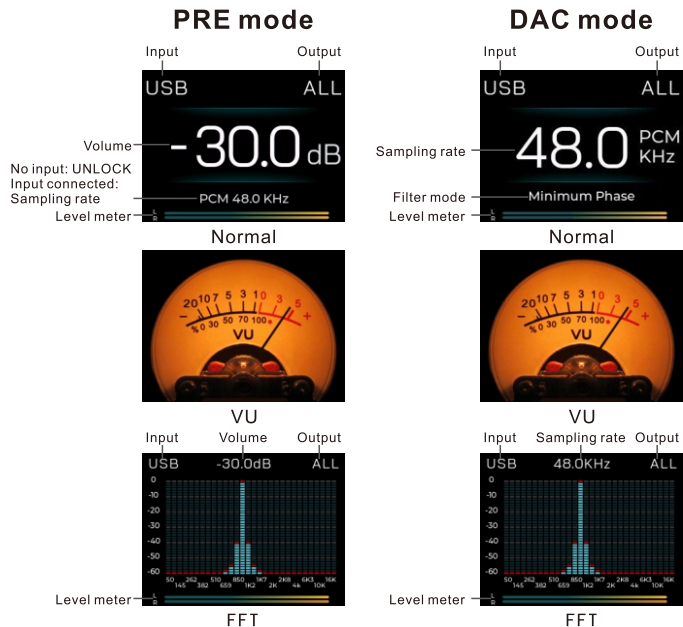 PRE mode
Input
Output
USB
ALL
Volume
-30.0 dB
No input: UNLOCK
Input connected:
Sampling rate
PCM 48.0 KHz
Level meter
L
R
Normal
20 10 7 5 3 1 0 3 5
- +
% 0 30 50 70 100
VU
VU
Input
Volume
Output
USB
-30.0dB
ALL
0
-10
-20
-30
-40
-50
-60
50 262 510 850 1K7 2K8 6K3 16K
145 382 659 1K2 2K 4k 10K
Level meter
L
R
FFT
DAC mode
Input
Output
USB
ALL
Sampling rate
48.0 PCM KHz
Filter mode
Minimum Phase
Level meter
L
R
Normal
20 10 7 5 3 1 0 3 5
- +
% 0 30 50 70 100
VU
VU
Input
Sampling rate
Output
USB
48.0KHz
ALL
0
-10
-20
-30
-40
-50
-60
50 262 510 850 1K7 2K8 6K3 16K
145 382 659 1K2 2K 4k 10K
Level meter
L
R
FFT